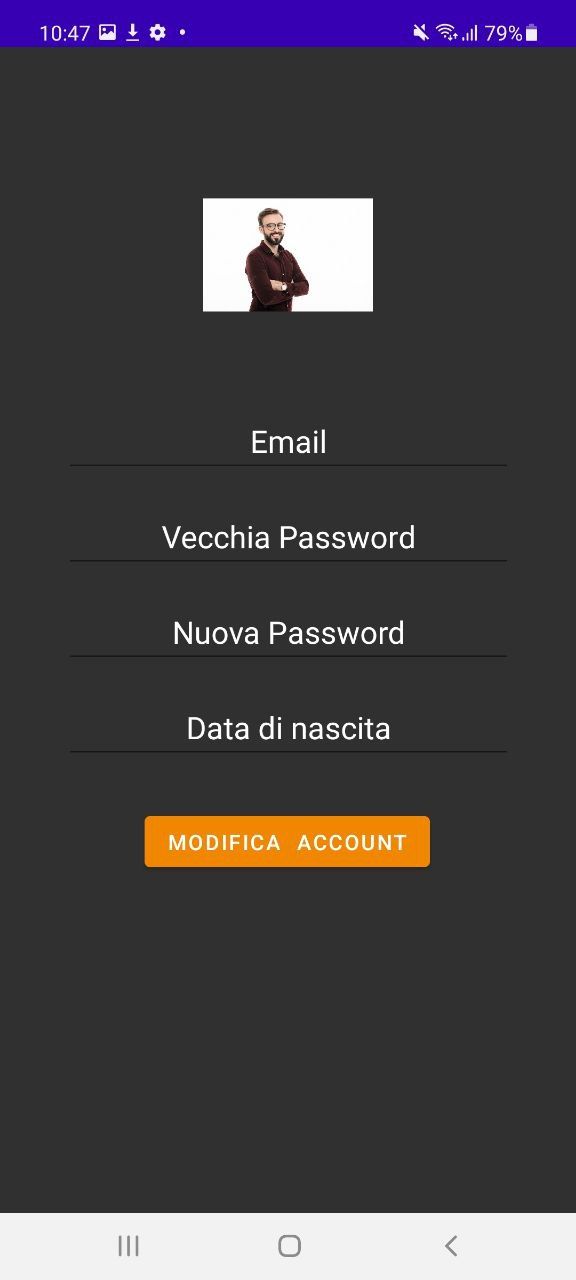 10:47 79%
Email
Vecchia Password
Nuova Password
Data di nascita
MODIFICA ACCOUNT